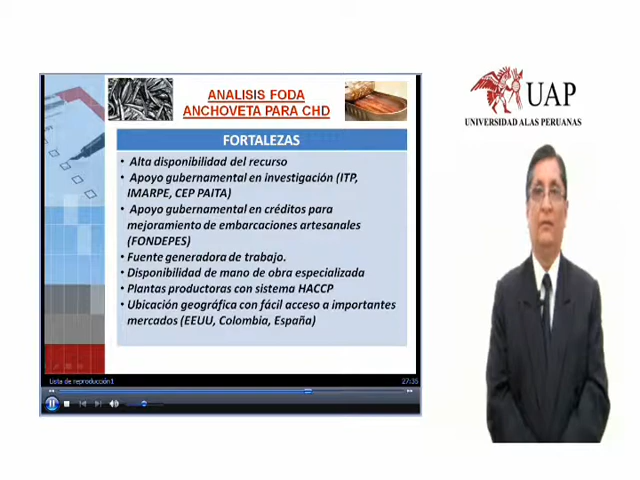 ANALISIS FODA
ANCHOVETA PARA CHD
FORTALEZAS
• Alta disponibilidad del recurso
• Apoyo gubernamental en investigación (ITP,
IMARPE, CEP PAITA)
• Apoyo gubernamental en créditos para
mejoramiento de embarcaciones artesanales
(FONDEPES)
• Fuente generadora de trabajo.
• Disponibilidad de mano de obra especializada
• Plantas productoras con sistema HACCP
• Ubicación geográfica con fácil acceso a importantes
mercados (EEUU, Colombia, España)
Lista de reproducción1
27:35
UAP
UNIVERSIDAD ALAS PERUANAS